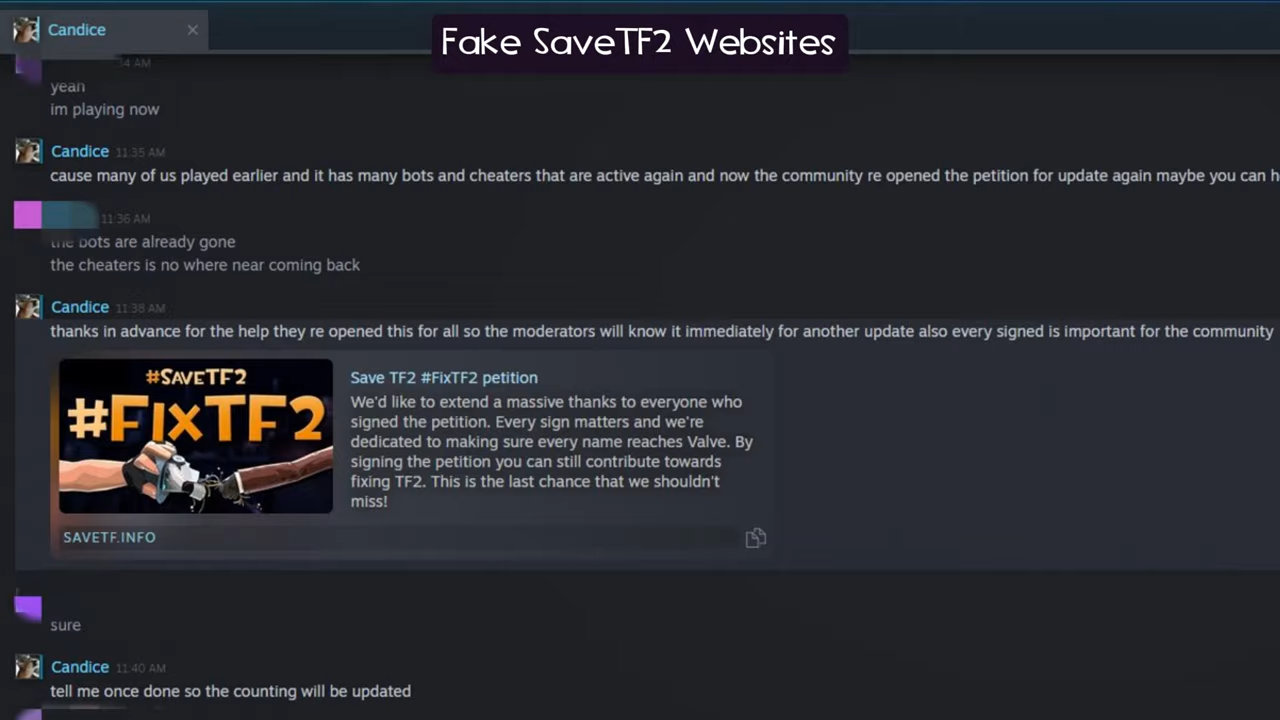 Candice
Fake SaveTF2 Websites
34 AM
yeah
im playing now
Candice 11:35 AM
cause many of us played earlier and it has many bots and cheaters that are active again and now the community re opened the petition for update again maybe you can
11:36 AM
the bots are already gone
the cheaters is no where near coming back
Candice 11:38 AM
thanks in advance for the help they re opened this for all so the moderators will know it immediately for another update also every signed is important for the community
#SAVETF2
#FIXTF2
Save TF2 #FixTF2 petition
We'd like to extend a massive thanks to everyone who
signed the petition. Every sign matters and we're
dedicated to making sure every name reaches Valve. By
signing the petition you can still contribute towards
fixing TF2. This is the last chance that we shouldn't
miss!
SAVETF.INFO
sure
Candice 11:40 AM
tell me once done so the counting will be updated